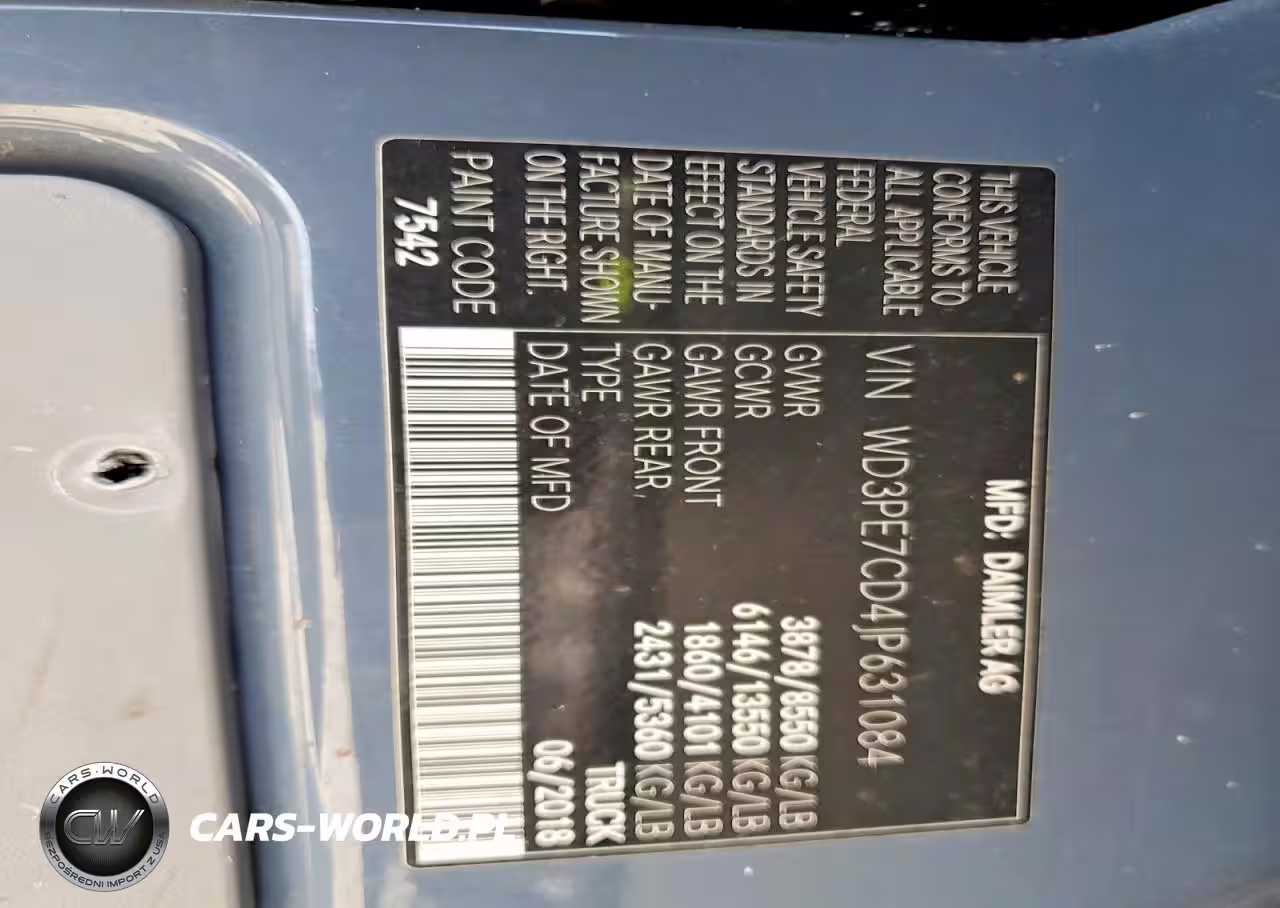 MFD: DAIMLER AG
THIS VEHICLE
CONFORMS TO
ALL APPLICABLE
FEDERAL
VEHICLE SAFETY
STANDARDS IN
EFFECT ON THE
DATE OF MANU-
FACTURE SHOWN
ON THE RIGHT.
PAINT CODE
7542
VIN WD3PE7CD4JP631084
GVWR 3878/8550 KG/LB
GCWR 6146/13550 KG/LB
GAWR FRONT 1860/4101 KG/LB
GAWR REAR, 2431/5360 KG/LB
TYPE TRUCK
DATE OF MFD 06/2018
CARS-WORLD
CW
BEZPOŚREDNI IMPORT Z USA
CARS-WORLD.PL